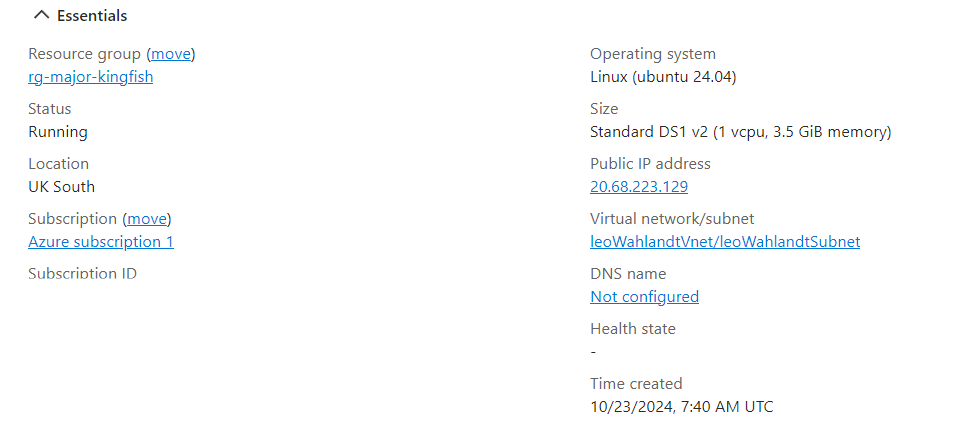 Essentials
Resource group (move)
rg-major-kingfish
Status
Running
Location
UK South
Subscription (move)
Azure subscription 1
Subscription ID
Operating system
Linux (ubuntu 24.04)
Size
Standard DS1 v2 (1 vcpu, 3.5 GiB memory)
Public IP address
20.68.223.129
Virtual network/subnet
leoWahlandtVnet/leoWahlandtSubnet
DNS name
Not configured
Health state
-
Time created
10/23/2024, 7:40 AM UTC